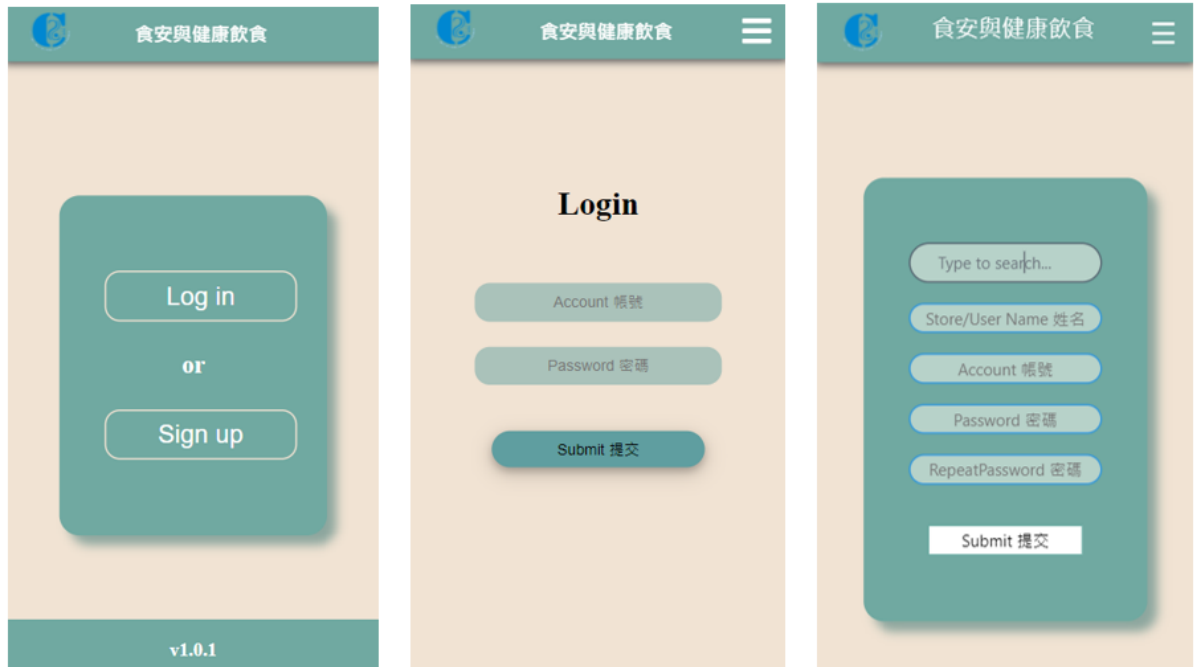 食安與健康飲食
Log in
or
Sign up
v1.0.1
食安與健康飲食
Login
Account 帳號
Password 密碼
Submit 提交
食安與健康飲食
Type to search...
Store/User Name 姓名
Account 帳號
Password 密碼
RepeatPassword 密碼
Submit 提交